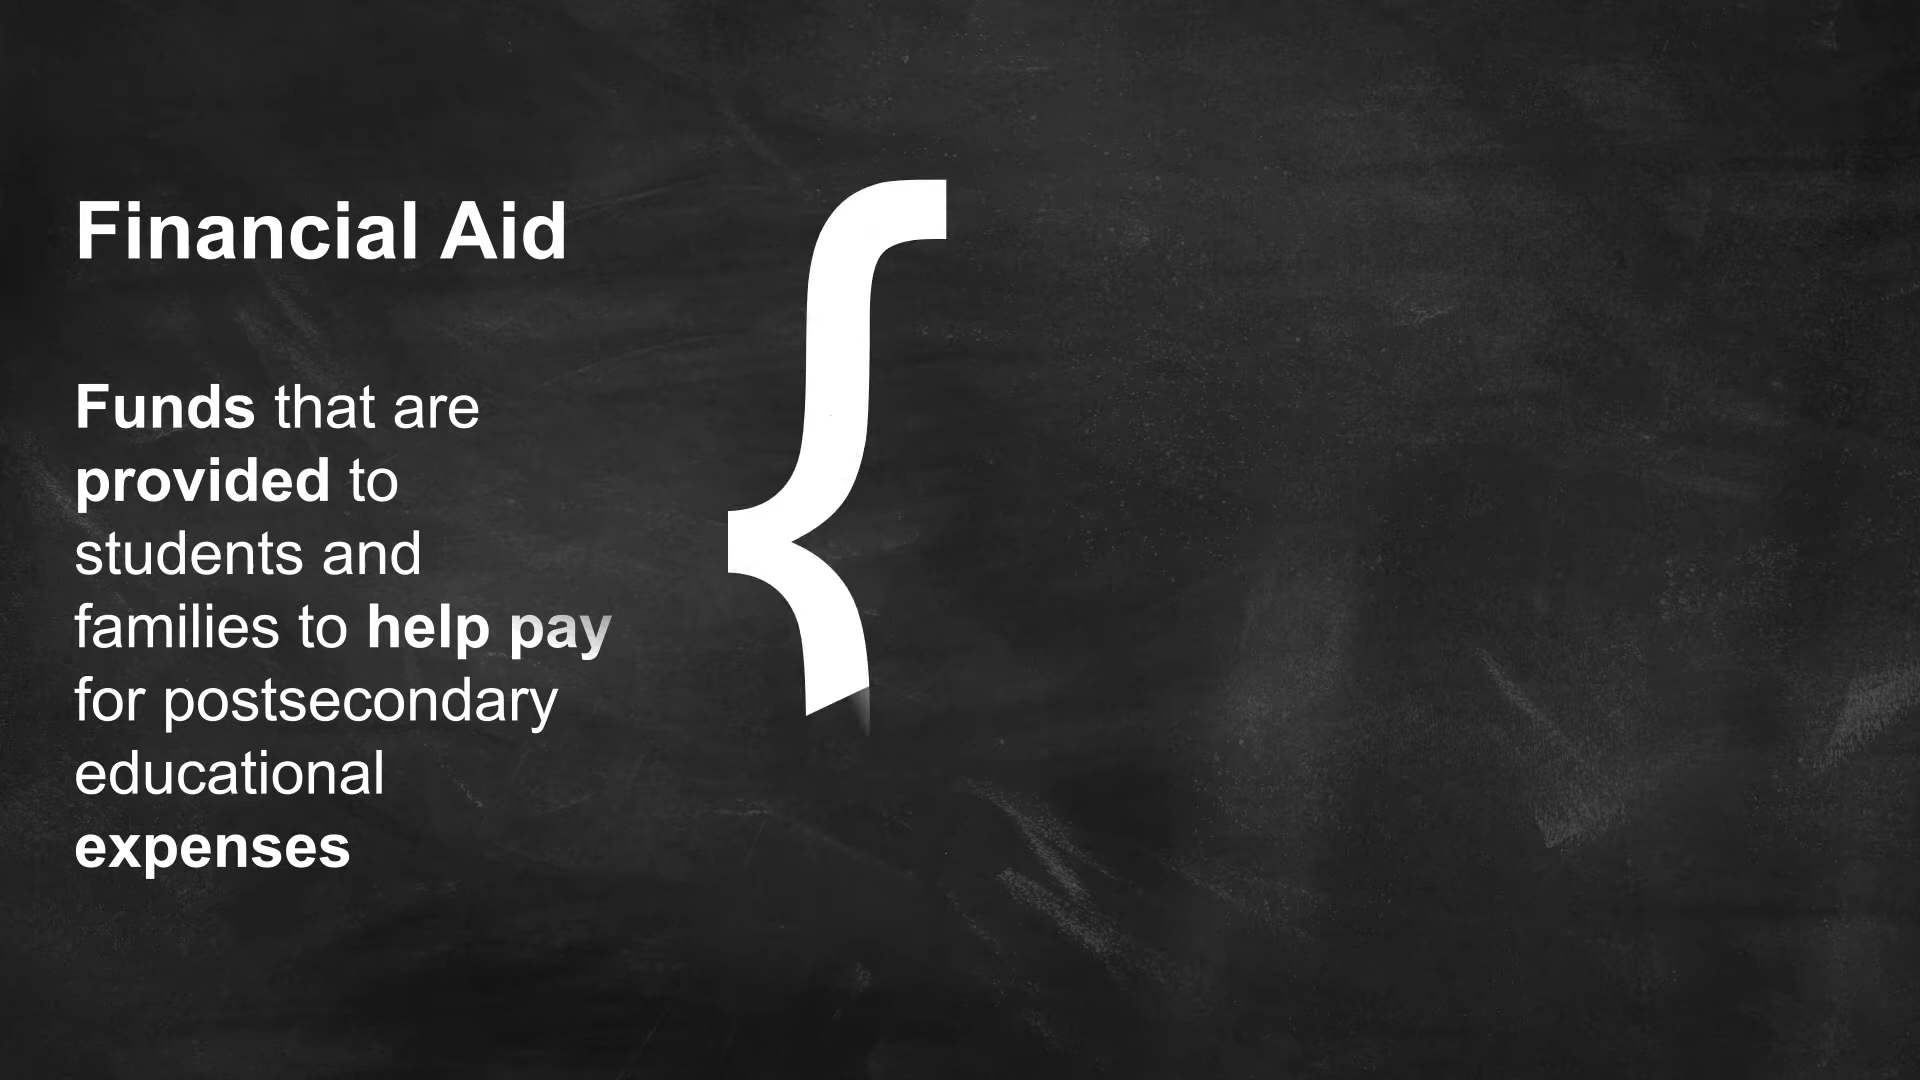 Financial Aid
Funds that are
provided to
students and
families to help pay
for postsecondary
educational
expenses